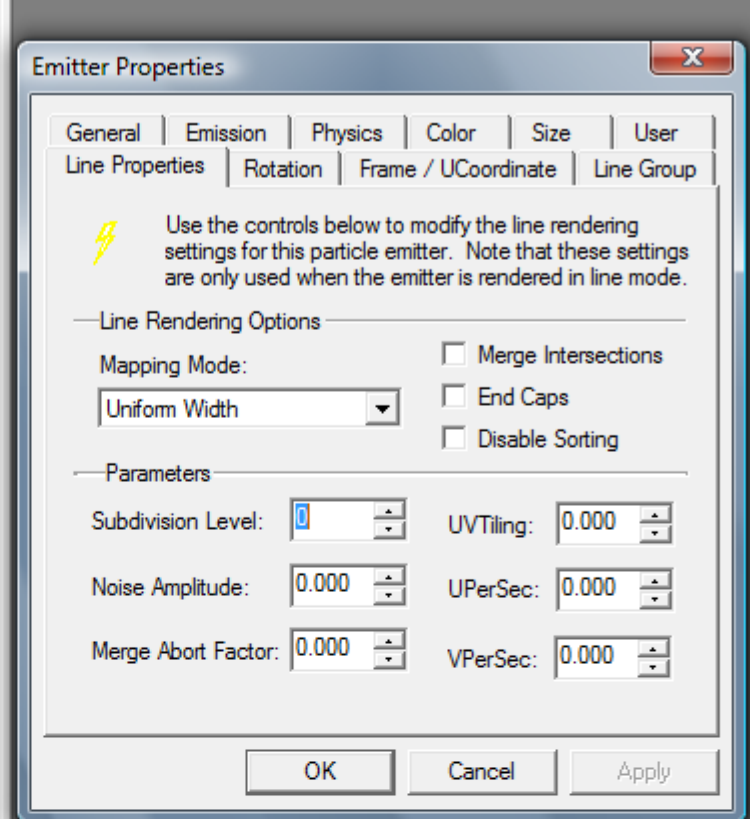 Emitter Properties
General Emission Physics Color Size User
Line Properties Rotation Frame / UCoordinate Line Group
Use the controls below to modify the line rendering
settings for this particle emitter. Note that these settings
are only used when the emitter is rendered in line mode.
Line Rendering Options
Mapping Mode:
Uniform Width
Merge Intersections
End Caps
Disable Sorting
Parameters
Subdivision Level: 0
UVTiling: 0.000
Noise Amplitude: 0.000
UPerSec: 0.000
Merge Abort Factor: 0.000
VPerSec: 0.000
OK Cancel Apply